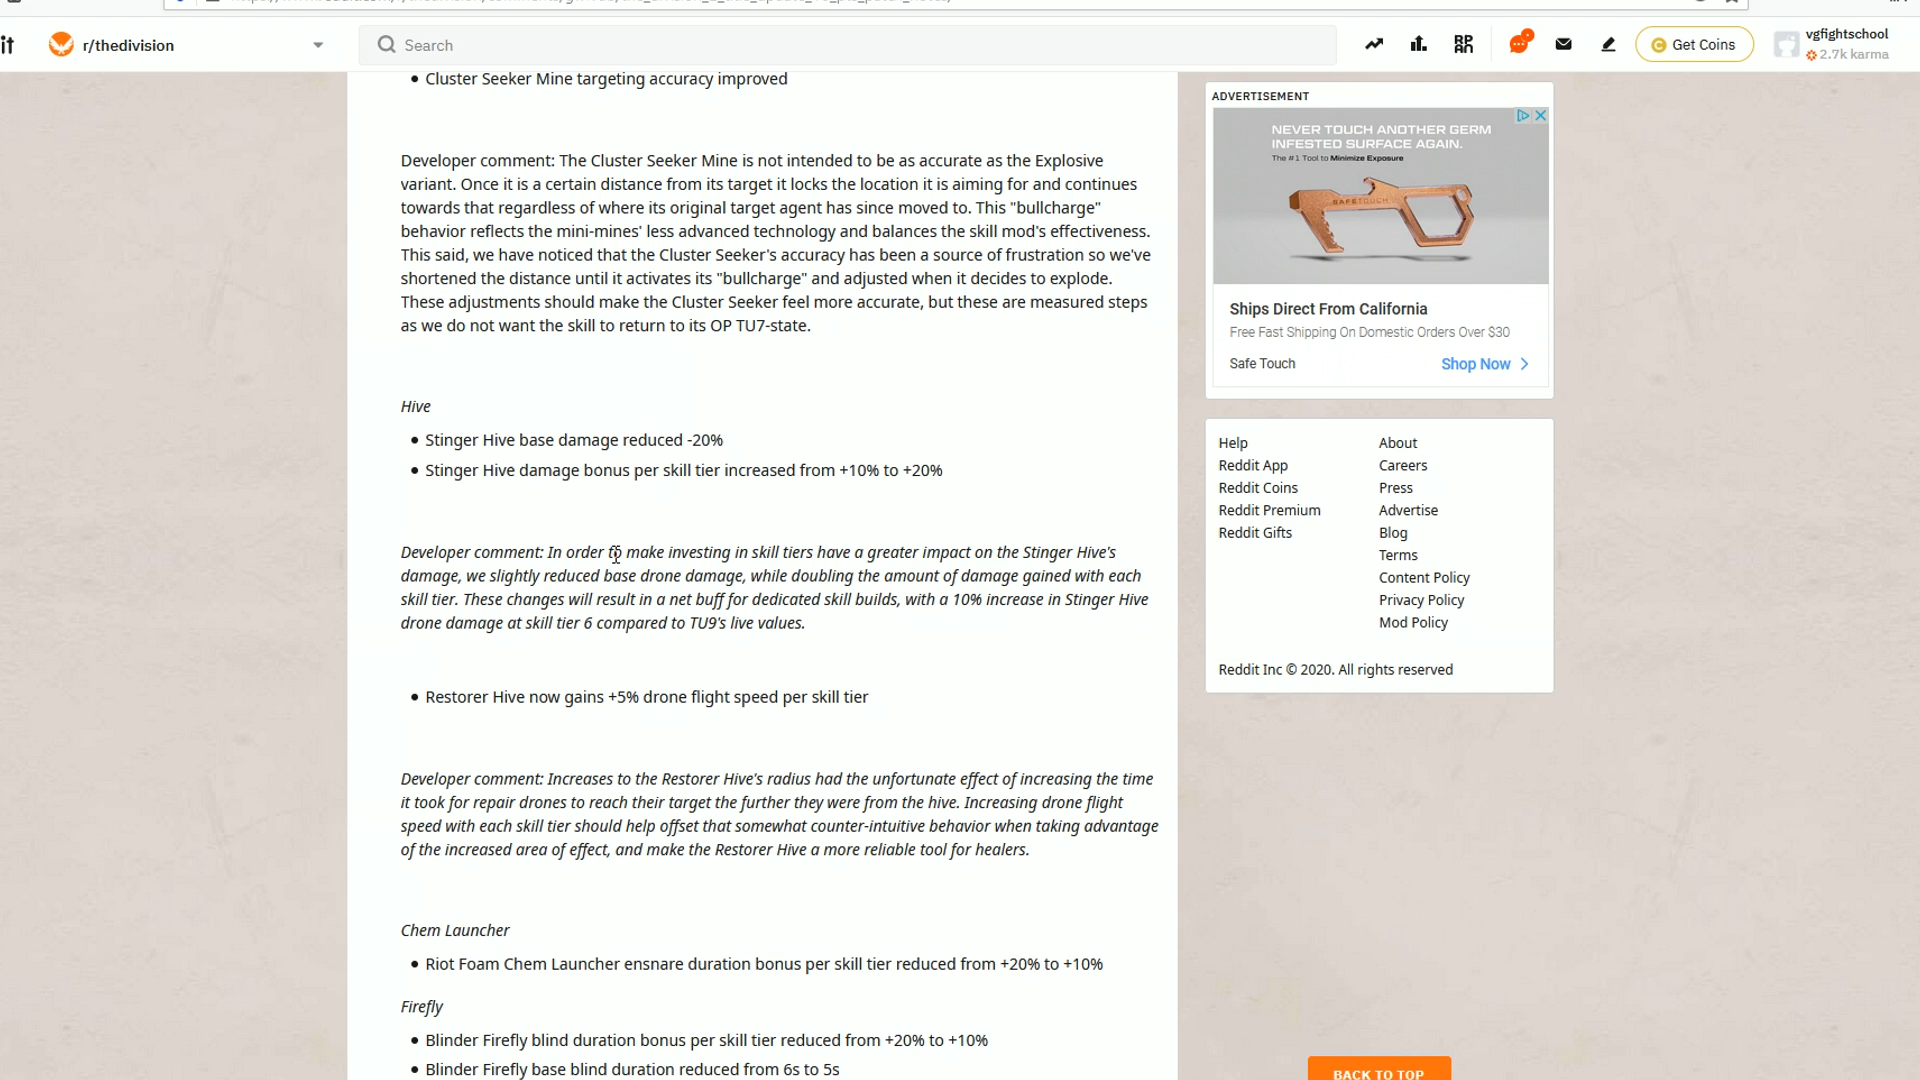 it
r/thedivision
Search
Get Coins
vgfightschool
2.7k karma
Cluster Seeker Mine targeting accuracy improved
Developer comment: The Cluster Seeker Mine is not intended to be as accurate as the Explosive
variant. Once it is a certain distance from its target it locks the location it is aiming for and continues
towards that regardless of where its original target agent has since moved to. This "bullcharge"
behavior reflects the mini-mines' less advanced technology and balances the skill mod's effectiveness.
This said, we have noticed that the Cluster Seeker's accuracy has been a source of frustration so we've
shortened the distance until it activates its "bullcharge" and adjusted when it decides to explode.
These adjustments should make the Cluster Seeker feel more accurate, but these are measured steps
as we do not want the skill to return to its OP TU7-state.
Hive
Stinger Hive base damage reduced -20%
Stinger Hive damage bonus per skill tier increased from +10% to +20%
Developer comment: In order to make investing in skill tiers have a greater impact on the Stinger Hive's
damage, we slightly reduced base drone damage, while doubling the amount of damage gained with each
skill tier. These changes will result in a net buff for dedicated skill builds, with a 10% increase in Stinger Hive
drone damage at skill tier 6 compared to TU9's live values.
Restorer Hive now gains +5% drone flight speed per skill tier
Developer comment: Increases to the Restorer Hive's radius had the unfortunate effect of increasing the time
it took for repair drones to reach their target the further they were from the hive. Increasing drone flight
speed with each skill tier should help offset that somewhat counter-intuitive behavior when taking advantage
of the increased area of effect, and make the Restorer Hive a more reliable tool for healers.
Chem Launcher
Riot Foam Chem Launcher ensnare duration bonus per skill tier reduced from +20% to +10%
Firefly
Blinder Firefly blind duration bonus per skill tier reduced from +20% to +10%
Blinder Firefly base blind duration reduced from 6s to 5s
ADVERTISEMENT
NEVER TOUCH ANOTHER GERM
INFESTED SURFACE AGAIN.
The #1 Tool to Minimize Exposure
SAFETOUCH
Ships Direct From California
Free Fast Shipping On Domestic Orders Over $30
Safe Touch
Shop Now
Help
Reddit App
Reddit Coins
Reddit Premium
Reddit Gifts
About
Careers
Press
Advertise
Blog
Terms
Content Policy
Privacy Policy
Mod Policy
Reddit Inc © 2020. All rights reserved
BACK TO TOP